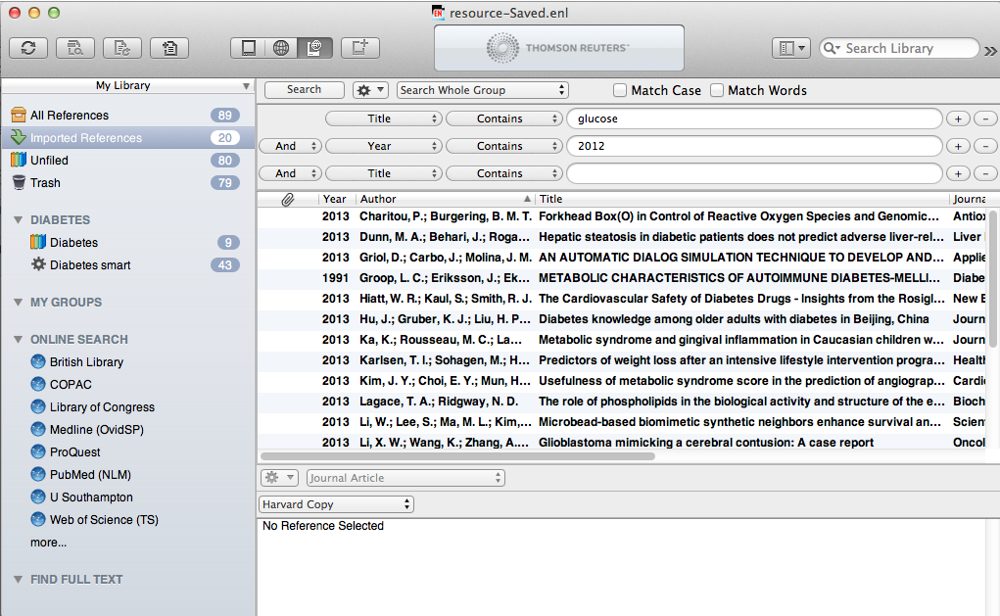 resource-Saved.enl
THOMSON REUTERS™
Search Library
My Library
All References 89
Imported References 20
Unfiled 80
Trash 79
DIABETES
Diabetes 9
Diabetes smart 43
MY GROUPS
ONLINE SEARCH
British Library
COPAC
Library of Congress
Medline (OvidSP)
ProQuest
PubMed (NLM)
U Southampton
Web of Science (TS)
more...
FIND FULL TEXT
Search Search Whole Group Match Case Match Words
Title Contains glucose + -
And Year Contains 2012 + -
And Title Contains + -
Year Author Title Journa
2013 Charitou, P.; Burgering, B. M. T. Forkhead Box(O) in Control of Reactive Oxygen Species and Genomic... Antiox
2013 Dunn, M. A.; Behari, J.; Roga... Hepatic steatosis in diabetic patients does not predict adverse liver-rel... Liver
2013 Griol, D.; Carbo, J.; Molina, J. M. AN AUTOMATIC DIALOG SIMULATION TECHNIQUE TO DEVELOP AND... Applie
1991 Groop, L. C.; Eriksson, J.; Ek... METABOLIC CHARACTERISTICS OF AUTOIMMUNE DIABETES-MELLI... Diabe
2013 Hiatt, W. R.; Kaul, S.; Smith, R. J. The Cardiovascular Safety of Diabetes Drugs - Insights from the Rosigl... New E
2013 Hu, J.; Gruber, K. J.; Liu, H. P... Diabetes knowledge among older adults with diabetes in Beijing, China Journ
2013 Ka, K.; Rousseau, M. C.; La... Metabolic syndrome and gingival inflammation in Caucasian children w... Journ
2013 Karlsen, T. I.; Sohagen, M.; H... Predictors of weight loss after an intensive lifestyle intervention progra... Health
2013 Kim, J. Y.; Choi, E. Y.; Mun, H... Usefulness of metabolic syndrome score in the prediction of angiograp... Cardi
2013 Lagace, T. A.; Ridgway, N. D. The role of phospholipids in the biological activity and structure of the e... Bioch
2013 Li, W.; Lee, S.; Ma, M. L.; Kim,... Microbead-based biomimetic synthetic neighbors enhance survival an... Scien
2013 Li, X. W.; Wang, K.; Zhang, A.... Glioblastoma mimicking a cerebral contusion: A case report Oncol
Journal Article
Harvard Copy
No Reference Selected